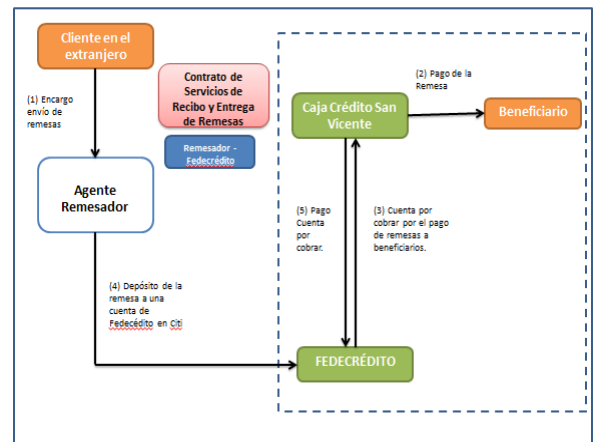 Cliente en el
extranjero
(1) Encargo
envío de
remesas
Contrato de
Servicios de
Recibo y Entrega
de Remesas
Remesador -
Fedecrédito
Agente
Remesador
Caja Crédito San
Vicente
(2) Pago de la
Remesa
Beneficiario
(5) Pago
Cuenta
por
cobrar.
(3) Cuenta por
cobrar por el pago
de remesas a
beneficiarios.
(4) Depósito de la
remesa a una
cuenta de
Fedecédito en Citi
FEDECRÉDITO